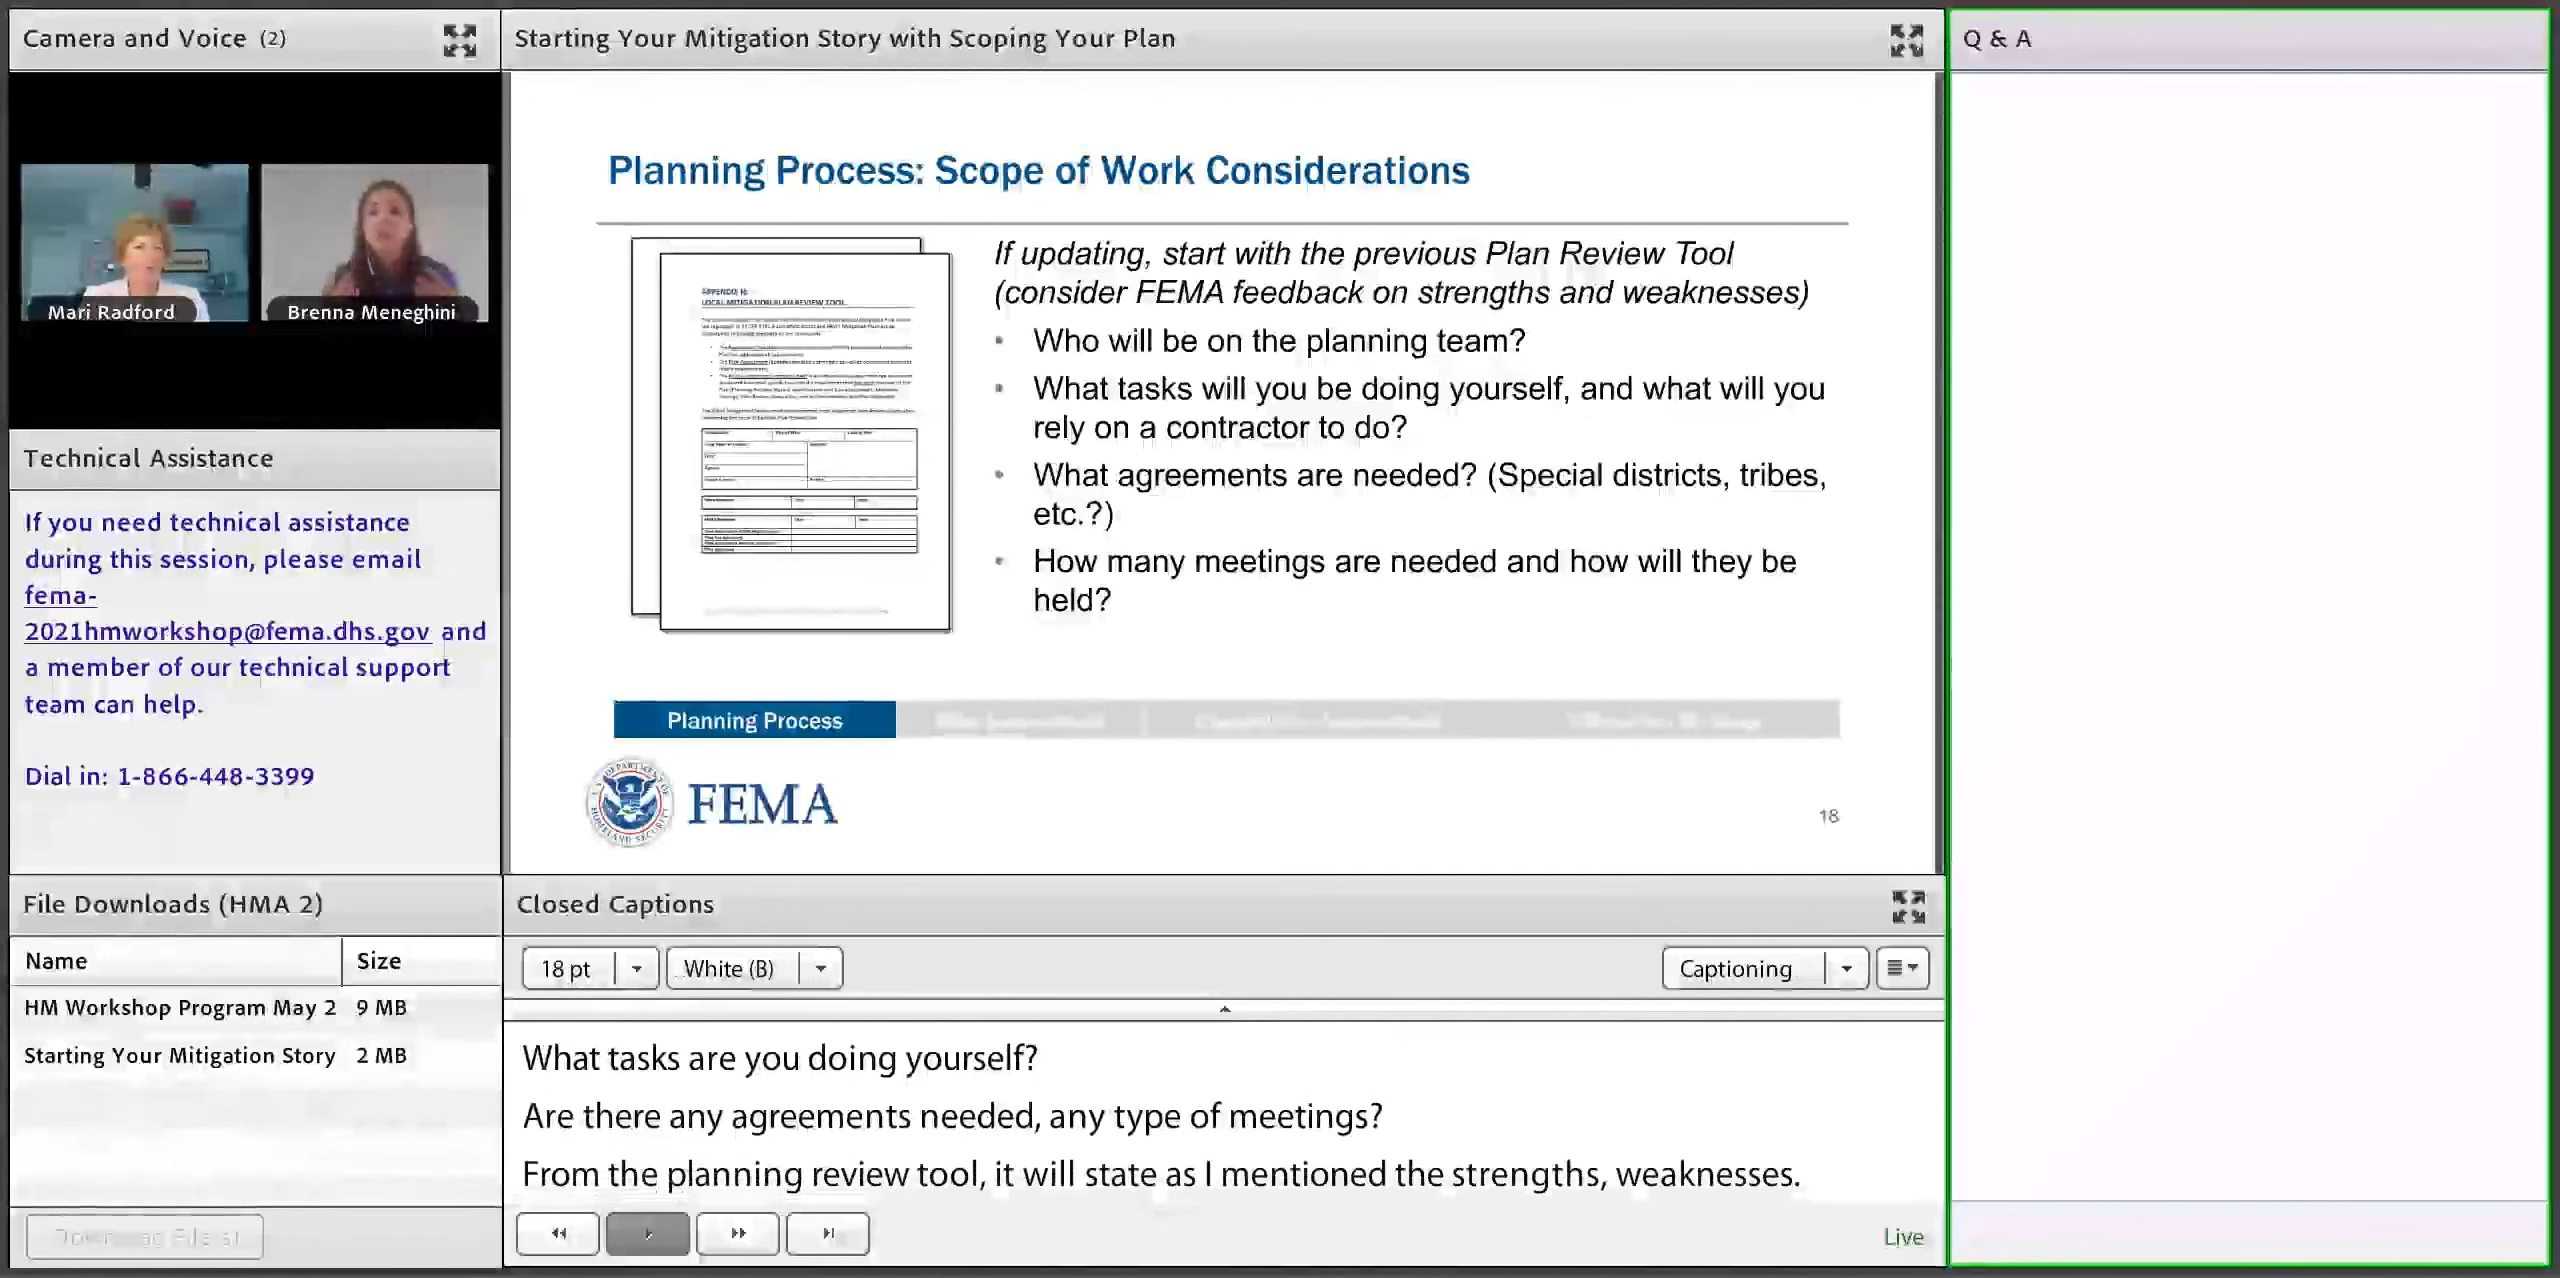 Camera and Voice (2)
Starting Your Mitigation Story with Scoping Your Plan
Q & A
Mari Radford
Brenna Meneghini
Planning Process: Scope of Work Considerations
LOCAL MITIGATION PLAN REVIEW TOOL
If updating, start with the previous Plan Review Tool
(consider FEMA feedback on strengths and weaknesses)
Who will be on the planning team?
What tasks will you be doing yourself, and what will you
rely on a contractor to do?
What agreements are needed? (Special districts, tribes,
etc.?)
How many meetings are needed and how will they be
held?
Planning Process
FEMA
18
Technical Assistance
If you need technical assistance
during this session, please email
fema-
2021hmworkshop@fema.dhs.gov and
a member of our technical support
team can help.
Dial in: 1-866-448-3399
File Downloads (HMA 2)
Name Size
HM Workshop Program May 2 9 MB
Starting Your Mitigation Story 2 MB
Closed Captions
18 pt
White (B)
Captioning
What tasks are you doing yourself?
Are there any agreements needed, any type of meetings?
From the planning review tool, it will state as I mentioned the strengths, weaknesses.
Live